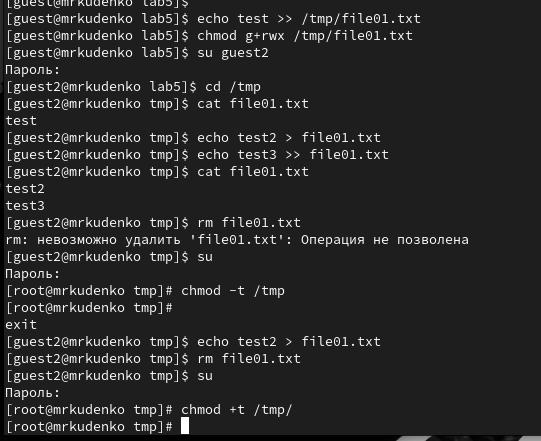 [guest@mrkudenko lab5]$
[guest@mrkudenko lab5]$ echo test >> /tmp/file01.txt
[guest@mrkudenko lab5]$ chmod g+rwx /tmp/file01.txt
[guest@mrkudenko lab5]$ su guest2
Пароль:
[guest2@mrkudenko lab5]$ cd /tmp
[guest2@mrkudenko tmp]$ cat file01.txt
test
[guest2@mrkudenko tmp]$ echo test2 > file01.txt
[guest2@mrkudenko tmp]$ echo test3 >> file01.txt
[guest2@mrkudenko tmp]$ cat file01.txt
test2
test3
[guest2@mrkudenko tmp]$ rm file01.txt
rm: невозможно удалить 'file01.txt': Операция не позволена
[guest2@mrkudenko tmp]$ su
Пароль:
[root@mrkudenko tmp]# chmod -t /tmp
[root@mrkudenko tmp]#
exit
[guest2@mrkudenko tmp]$ echo test2 > file01.txt
[guest2@mrkudenko tmp]$ rm file01.txt
[guest2@mrkudenko tmp]$ su
Пароль:
[root@mrkudenko tmp]# chmod +t /tmp/
[root@mrkudenko tmp]#